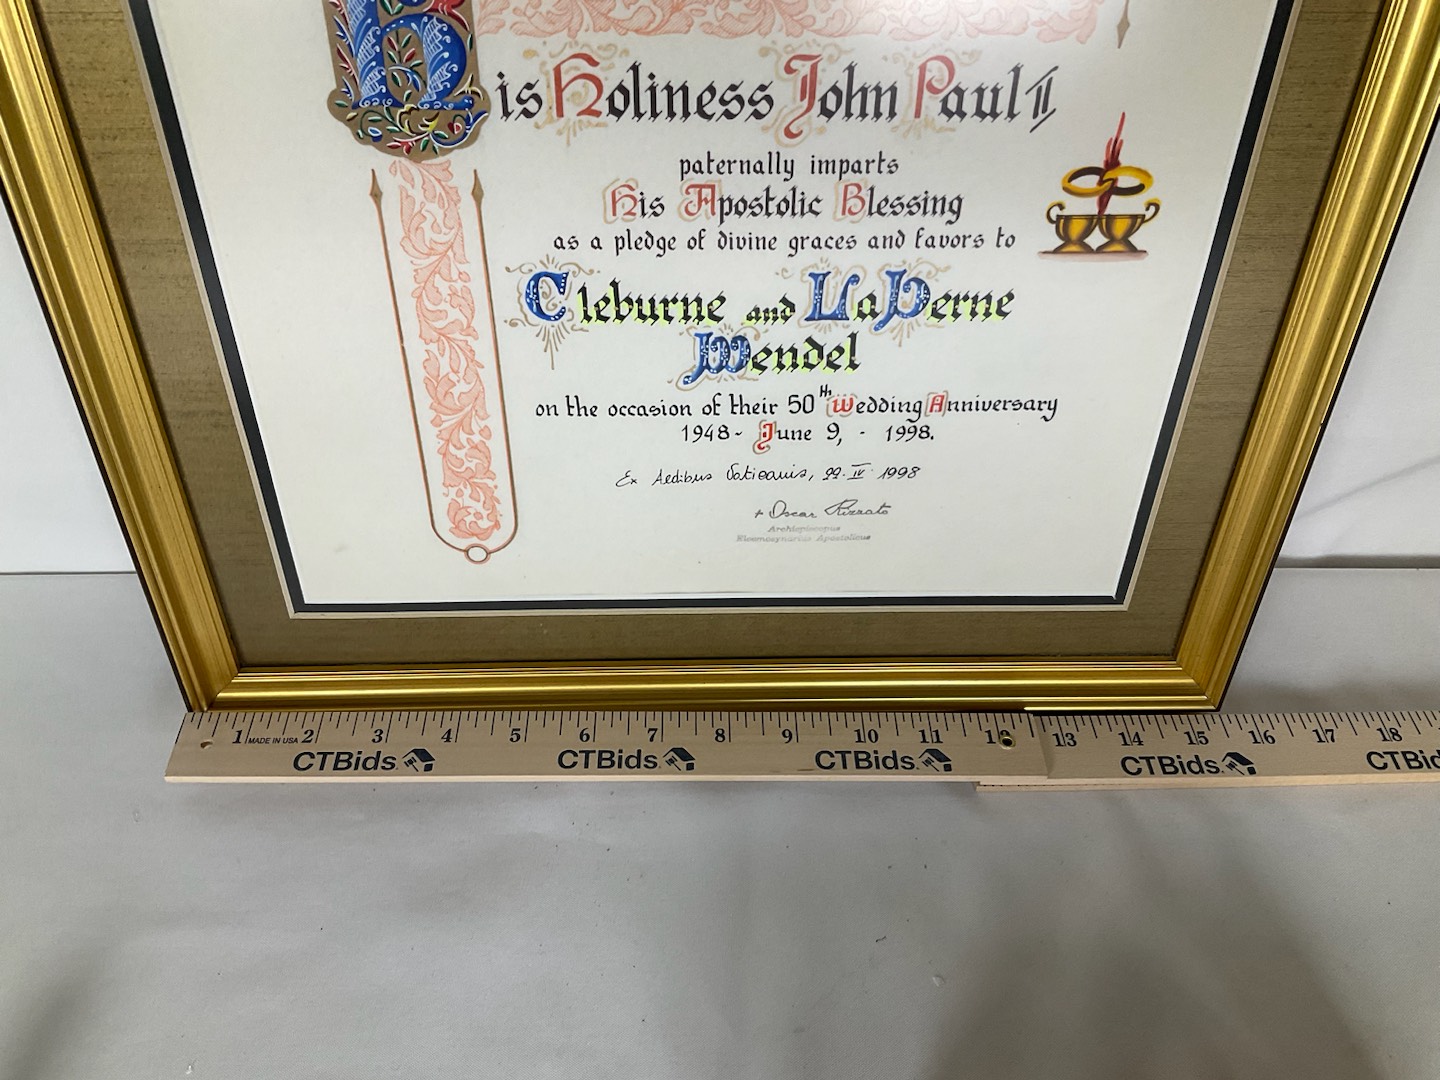 His Holiness John Paul II
paternally imparts
His Apostolic Blessing
as a pledge of divine graces and favors to
Cleburne and LaVerne
Wendel
on the occasion of their 50th Wedding Anniversary
1948 - June 9, - 1998.
Ex Aedibus Vaticanis, 22-IV-1998
+ Oscar Rizzato
Archiepiscopus
Eleemosynarius Apostolicus
1 MADE IN USA 2 3 4 5 6 7 8 9 10 11 12 13 14 15 16 17 18
CTBids CTBids CTBids CTBids CTBids